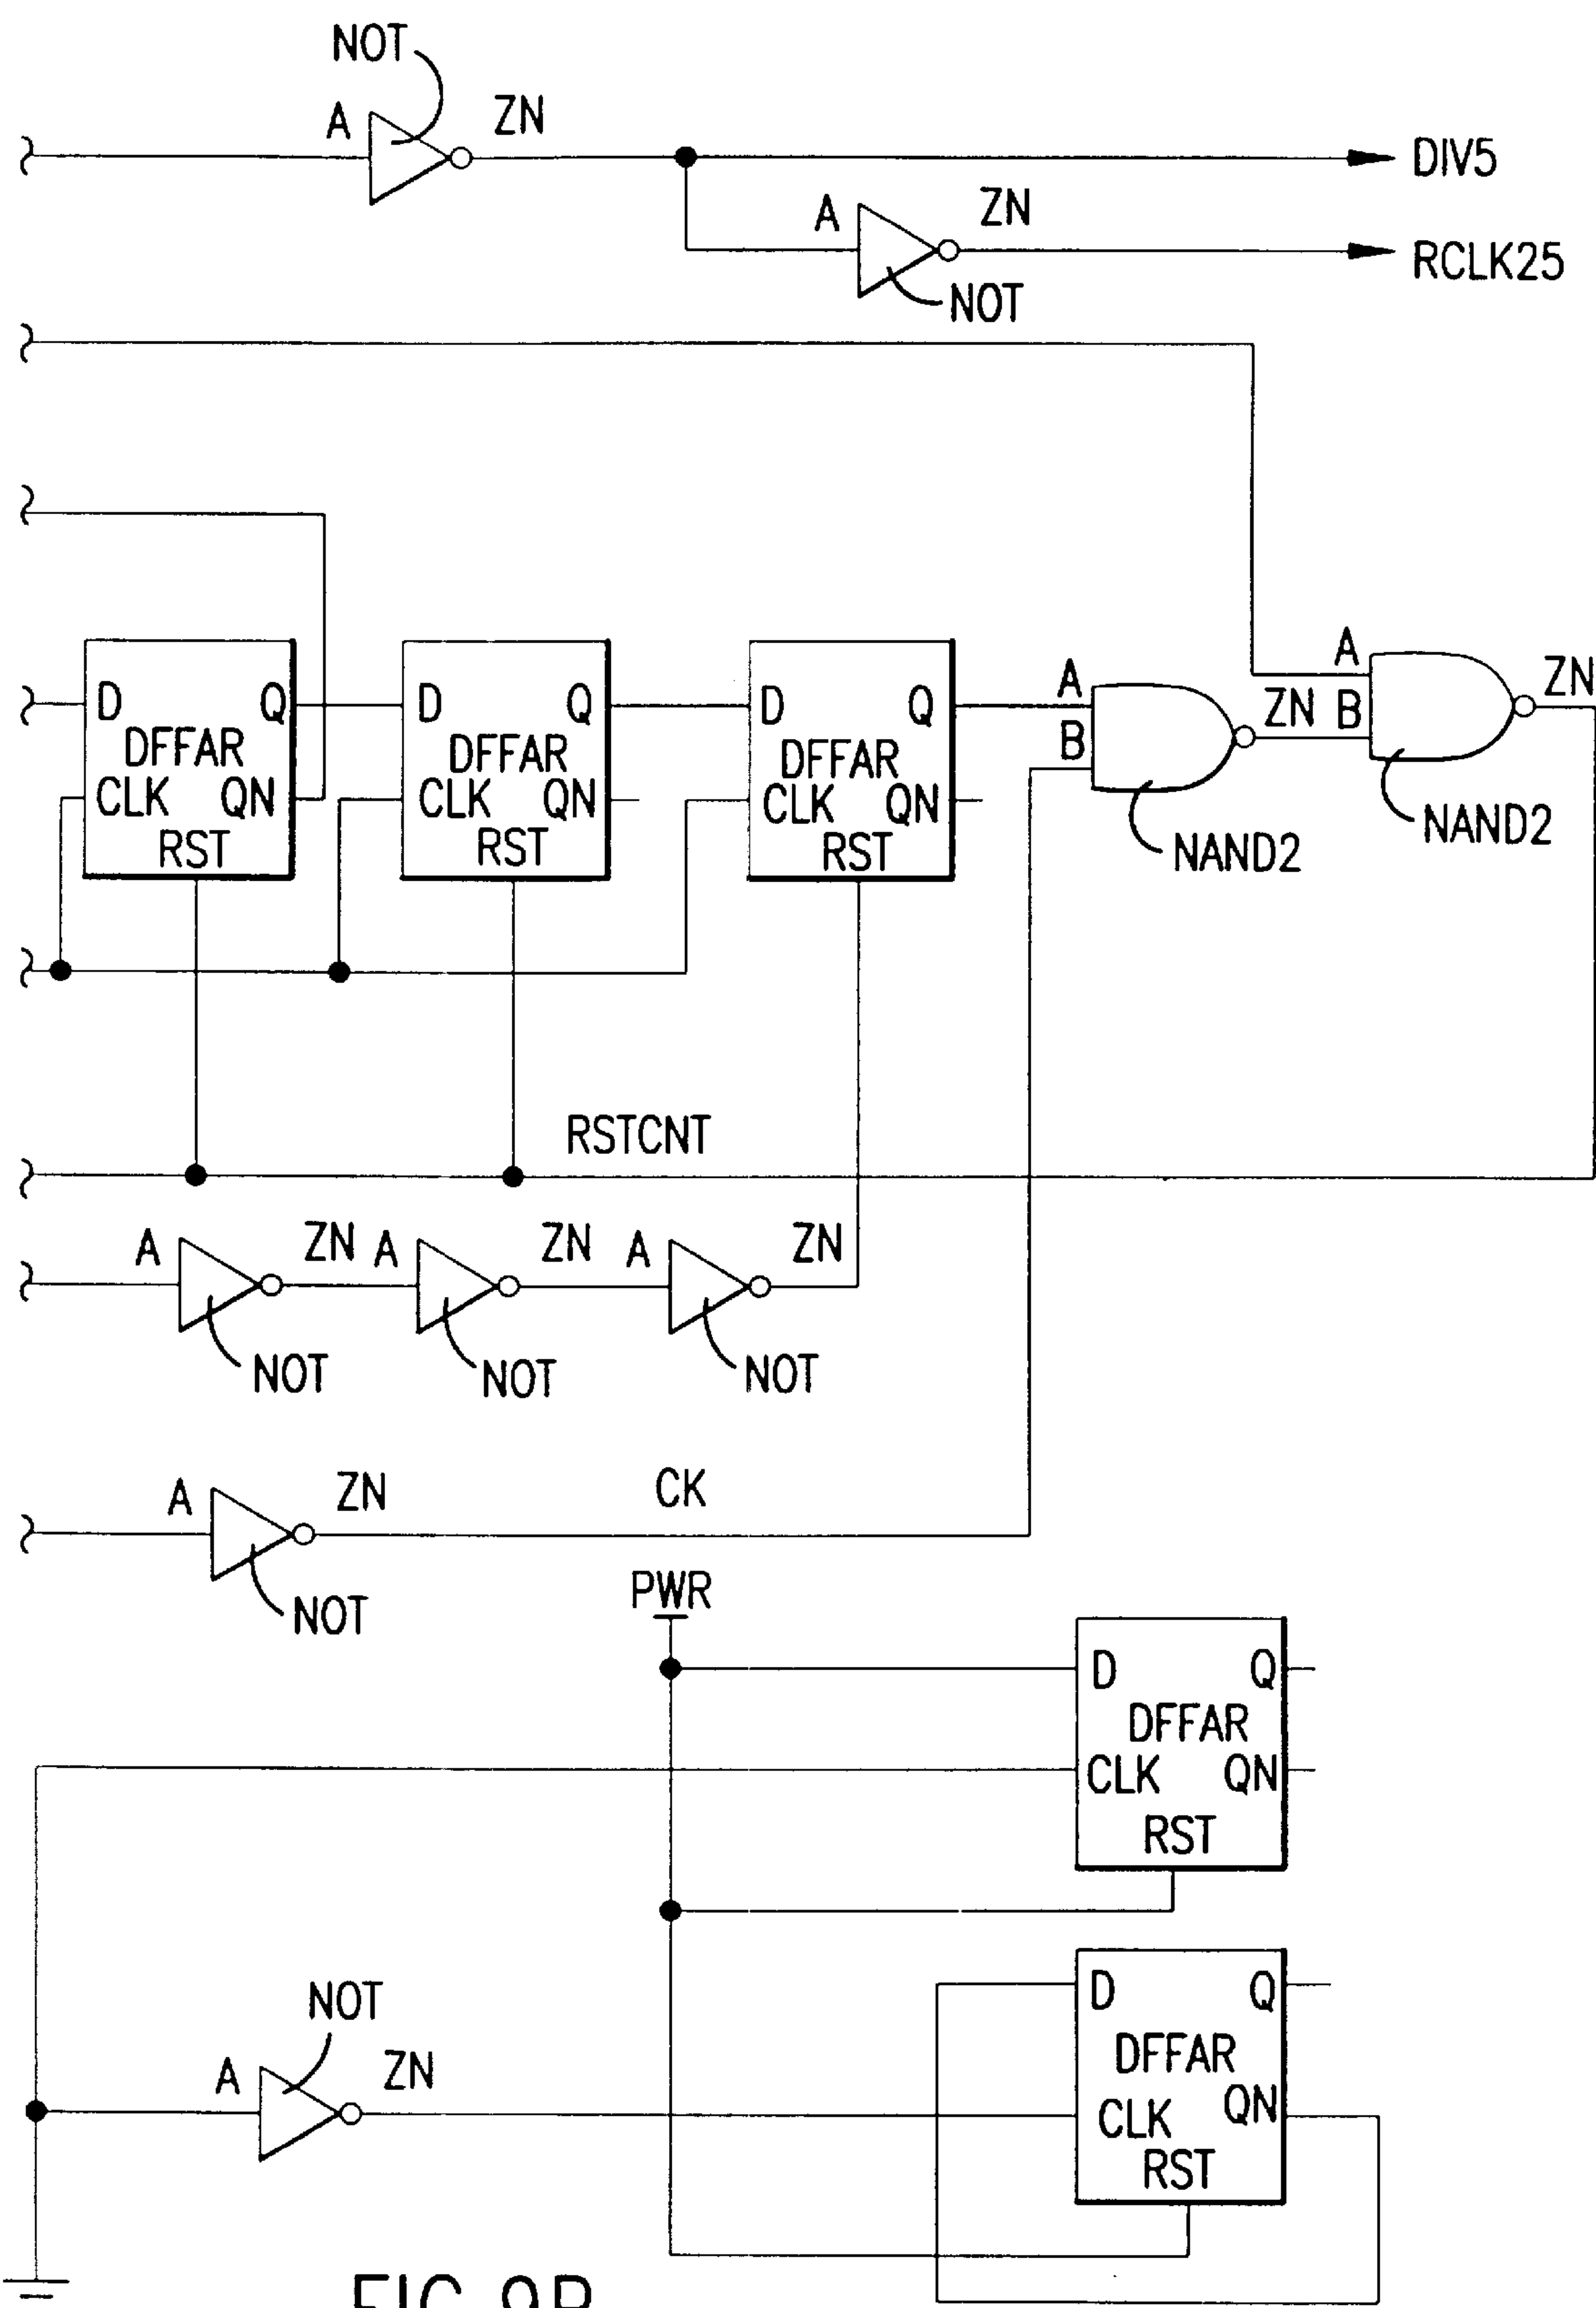 NOT
A ZN
DIV5
A ZN
RCLK25
NOT
D Q
DFFAR
CLK QN
RST
D Q
DFFAR
CLK QN
RST
D Q
DFFAR
CLK QN
RST
A
B
ZN
NAND2
A
B
ZN
NAND2
RSTCNT
A ZN
NOT
A ZN
NOT
A ZN
NOT
A ZN
NOT
CK
PWR
D Q
DFFAR
CLK QN
RST
NOT
A ZN
D Q
DFFAR
CLK QN
RST
FIG. 9B